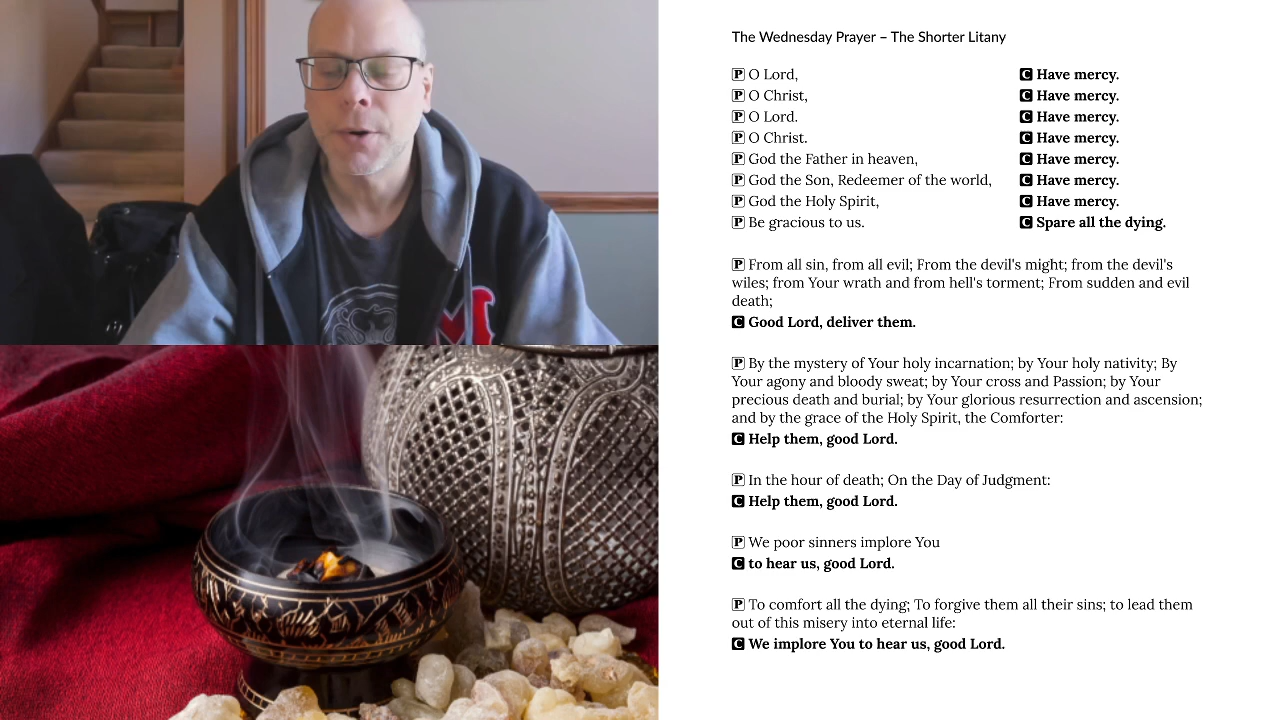 The Wednesday Prayer – The Shorter Litany
P O Lord, C Have mercy.
P O Christ, C Have mercy.
P O Lord. C Have mercy.
P O Christ. C Have mercy.
P God the Father in heaven, C Have mercy.
P God the Son, Redeemer of the world, C Have mercy.
P God the Holy Spirit, C Have mercy.
P Be gracious to us. C Spare all the dying.
P From all sin, from all evil; From the devil's might; from the devil's
wiles; from Your wrath and from hell's torment; From sudden and evil
death;
C Good Lord, deliver them.
P By the mystery of Your holy incarnation; by Your holy nativity; By
Your agony and bloody sweat; by Your cross and Passion; by Your
precious death and burial; by Your glorious resurrection and ascension;
and by the grace of the Holy Spirit, the Comforter:
C Help them, good Lord.
P In the hour of death; On the Day of Judgment:
C Help them, good Lord.
P We poor sinners implore You
C to hear us, good Lord.
P To comfort all the dying; To forgive them all their sins; to lead them
out of this misery into eternal life:
C We implore You to hear us, good Lord.